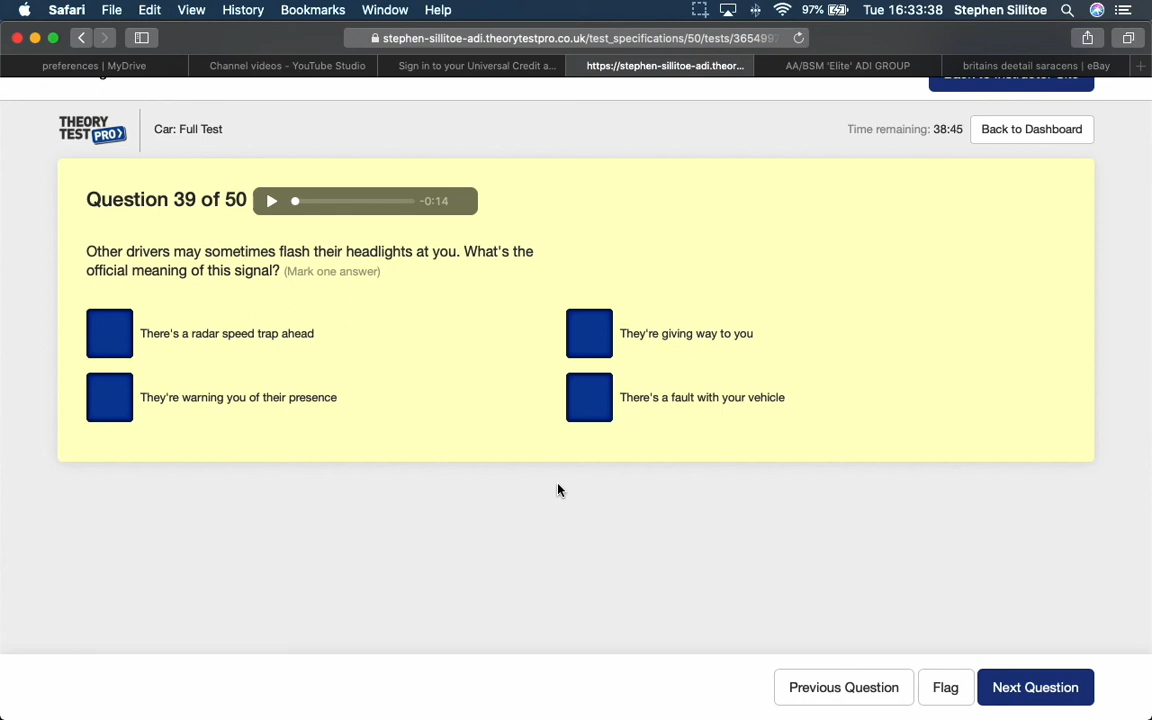 Safari File Edit View History Bookmarks Window Help 97% Tue 16:33:38 Stephen Sillitoe
stephen-sillitoe-adi.theorytestpro.co.uk/test_specifications/50/tests/3654997
preferences | MyDrive Channel videos - YouTube Studio Sign in to your Universal Credit a... https://stephen-sillitoe-adi.theor... AA/BSM 'Elite' ADI GROUP britains deetail saracens | eBay
THEORY TEST PRO Car: Full Test Time remaining: 38:45 Back to Dashboard
Question 39 of 50 -0:14
Other drivers may sometimes flash their headlights at you. What's the
official meaning of this signal? (Mark one answer)
There's a radar speed trap ahead They're giving way to you
They're warning you of their presence There's a fault with your vehicle
Previous Question Flag Next Question